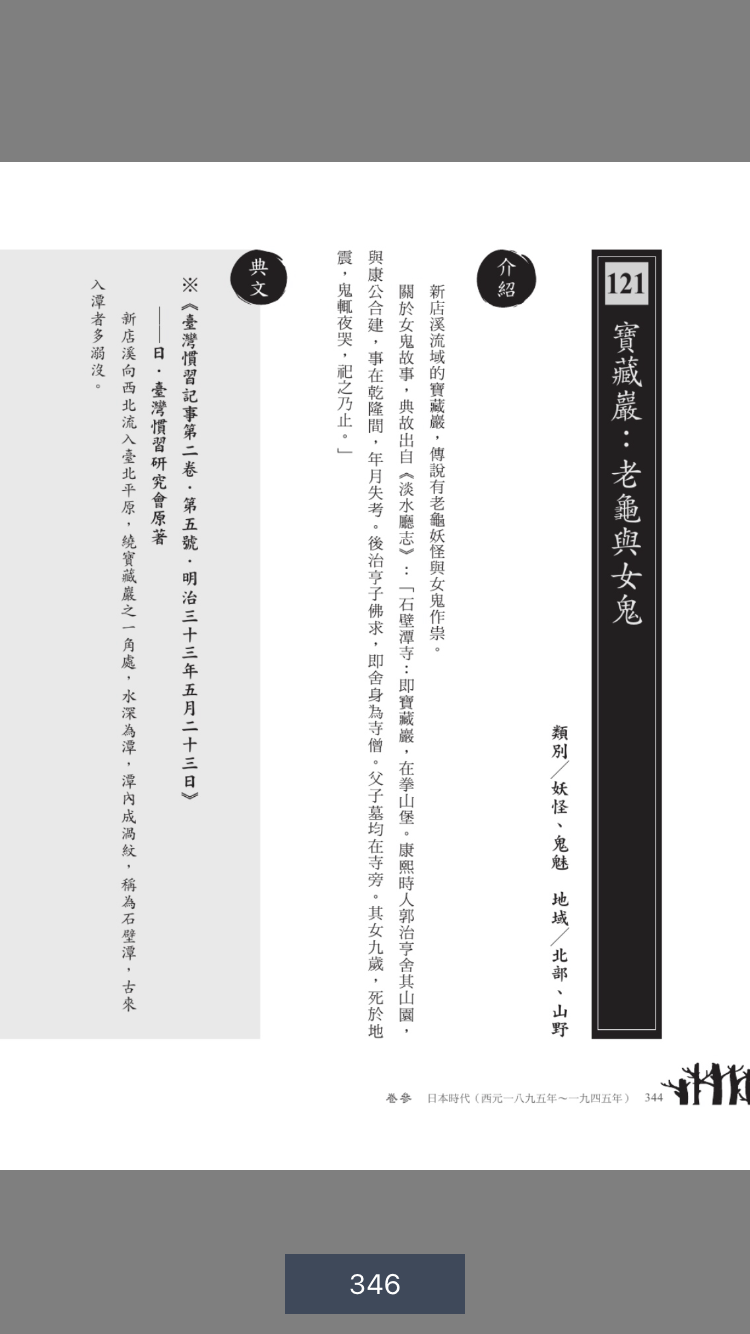 121
寶藏巖：老龜與女鬼
類別／妖怪、鬼魅　地域／北部、山野
介紹
新店溪流域的寶藏巖，傳說有老龜妖怪與女鬼作祟。
關於女鬼故事，典故出自《淡水廳志》：「石壁潭寺：即寶藏巖，在拳山堡。康熙時人郭治亨舍其山園，
與康公合建，事在乾隆間，年月失考。後治亨子佛求，即舍身為寺僧。父子墓均在寺旁。其女九歲，死於地
震，鬼輒夜哭，祀之乃止。」
典文
※《臺灣慣習記事第二卷．第五號．明治三十三年五月二十三日》
——日．臺灣慣習研究會原著
新店溪向西北流入臺北平原，繞寶藏巖之一角處，水深為潭，潭內成渦紋，稱為石壁潭，古來
入潭者多溺沒。
卷參　日本時代（西元一八九五年～一九四五年）　344
346